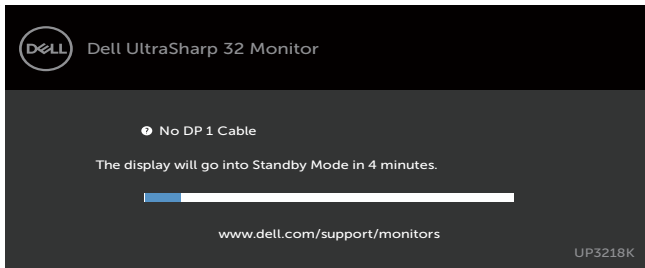 DELL
Dell UltraSharp 32 Monitor
? No DP 1 Cable
The display will go into Standby Mode in 4 minutes.
www.dell.com/support/monitors
UP3218K